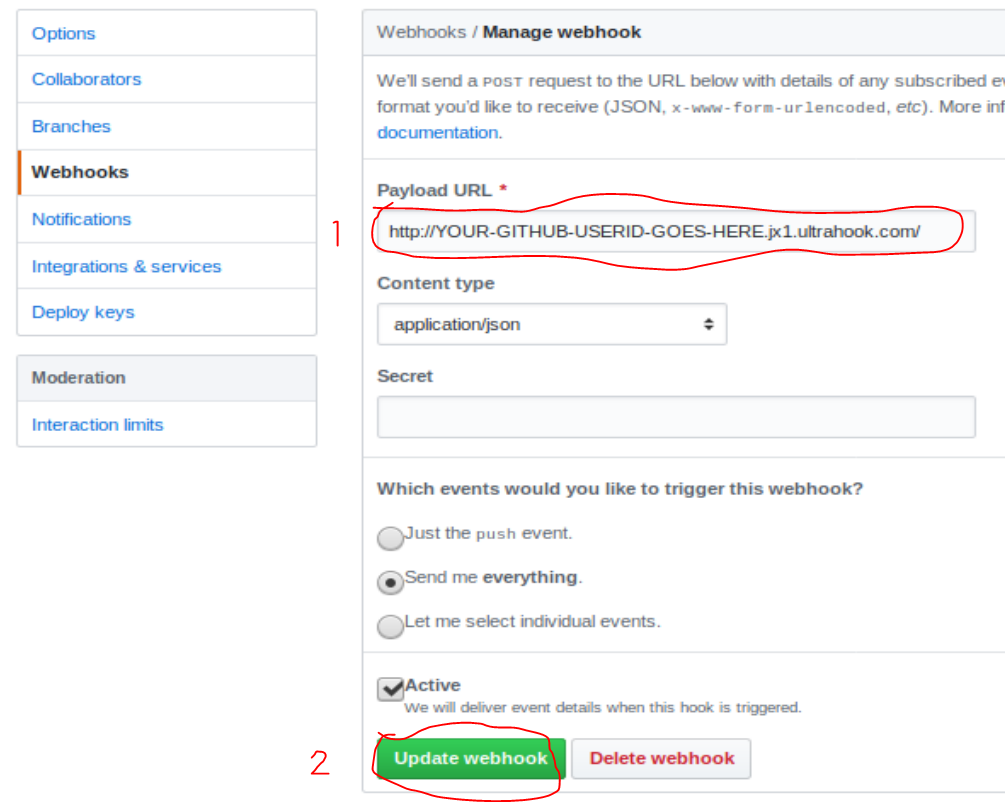 Options
Collaborators
Branches
Webhooks
Notifications
Integrations & services
Deploy keys
Moderation
Interaction limits
Webhooks / Manage webhook
We'll send a POST request to the URL below with details of any subscribed
format you'd like to receive (JSON, x-www-form-urlencoded, etc). More
documentation.
Payload URL *
1
http://YOUR-GITHUB-USERID-GOES-HERE.jx1.ultrahook.com/
Content type
application/json
Secret
Which events would you like to trigger this webhook?
Just the push event.
Send me everything.
Let me select individual events.
Active
We will deliver event details when this hook is triggered.
2
Update webhook Delete webhook